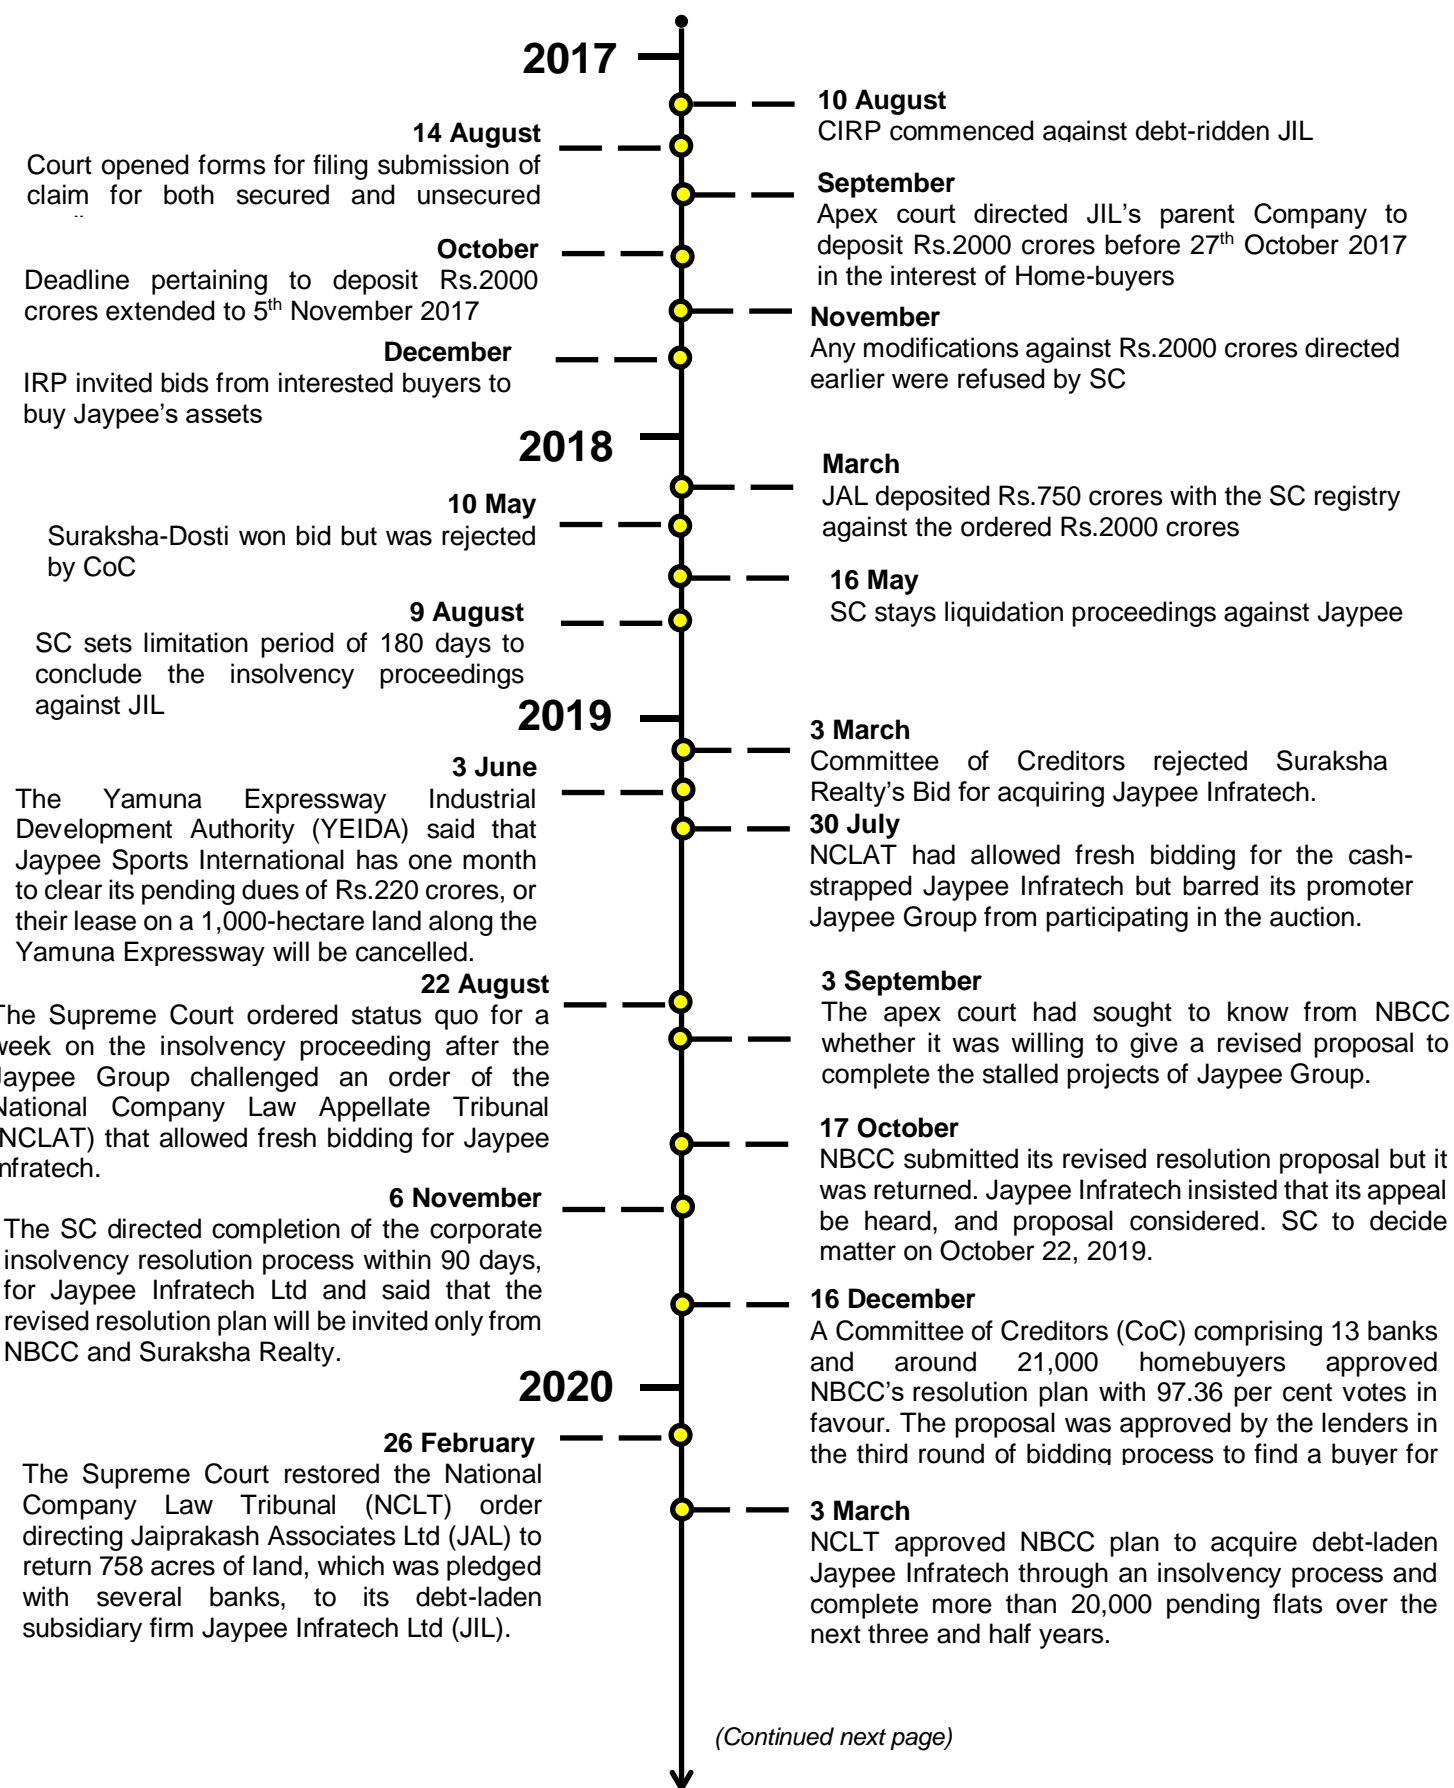 2017
10 August
CIRP commenced against debt-ridden JIL
14 August
Court opened forms for filing submission of
claim for both secured and unsecured
September
Apex court directed JIL's parent Company to
deposit Rs.2000 crores before 27th October 2017
in the interest of Home-buyers
October
Deadline pertaining to deposit Rs.2000
crores extended to 5th November 2017
November
Any modifications against Rs.2000 crores directed
earlier were refused by SC
December
IRP invited bids from interested buyers to
buy Jaypee's assets
2018
March
JAL deposited Rs.750 crores with the SC registry
against the ordered Rs.2000 crores
10 May
Suraksha-Dosti won bid but was rejected
by CoC
16 May
SC stays liquidation proceedings against Jaypee
9 August
SC sets limitation period of 180 days to
conclude the insolvency proceedings
against JIL
2019
3 March
Committee of Creditors rejected Suraksha
Realty's Bid for acquiring Jaypee Infratech.
3 June
The Yamuna Expressway Industrial
Development Authority (YEIDA) said that
Jaypee Sports International has one month
to clear its pending dues of Rs.220 crores, or
their lease on a 1,000-hectare land along the
Yamuna Expressway will be cancelled.
30 July
NCLAT had allowed fresh bidding for the cash-
strapped Jaypee Infratech but barred its promoter
Jaypee Group from participating in the auction.
22 August
The Supreme Court ordered status quo for a
week on the insolvency proceeding after the
Jaypee Group challenged an order of the
National Company Law Appellate Tribunal
(NCLAT) that allowed fresh bidding for Jaypee
Infratech.
3 September
The apex court had sought to know from NBCC
whether it was willing to give a revised proposal to
complete the stalled projects of Jaypee Group.
17 October
NBCC submitted its revised resolution proposal but it
was returned. Jaypee Infratech insisted that its appeal
be heard, and proposal considered. SC to decide
matter on October 22, 2019.
6 November
The SC directed completion of the corporate
insolvency resolution process within 90 days,
for Jaypee Infratech Ltd and said that the
revised resolution plan will be invited only from
NBCC and Suraksha Realty.
16 December
A Committee of Creditors (CoC) comprising 13 banks
and around 21,000 homebuyers approved
NBCC's resolution plan with 97.36 per cent votes in
favour. The proposal was approved by the lenders in
the third round of bidding process to find a buyer for
2020
26 February
The Supreme Court restored the National
Company Law Tribunal (NCLT) order
directing Jaiprakash Associates Ltd (JAL) to
return 758 acres of land, which was pledged
with several banks, to its debt-laden
subsidiary firm Jaypee Infratech Ltd (JIL).
3 March
NCLT approved NBCC plan to acquire debt-laden
Jaypee Infratech through an insolvency process and
complete more than 20,000 pending flats over the
next three and half years.
(Continued next page)